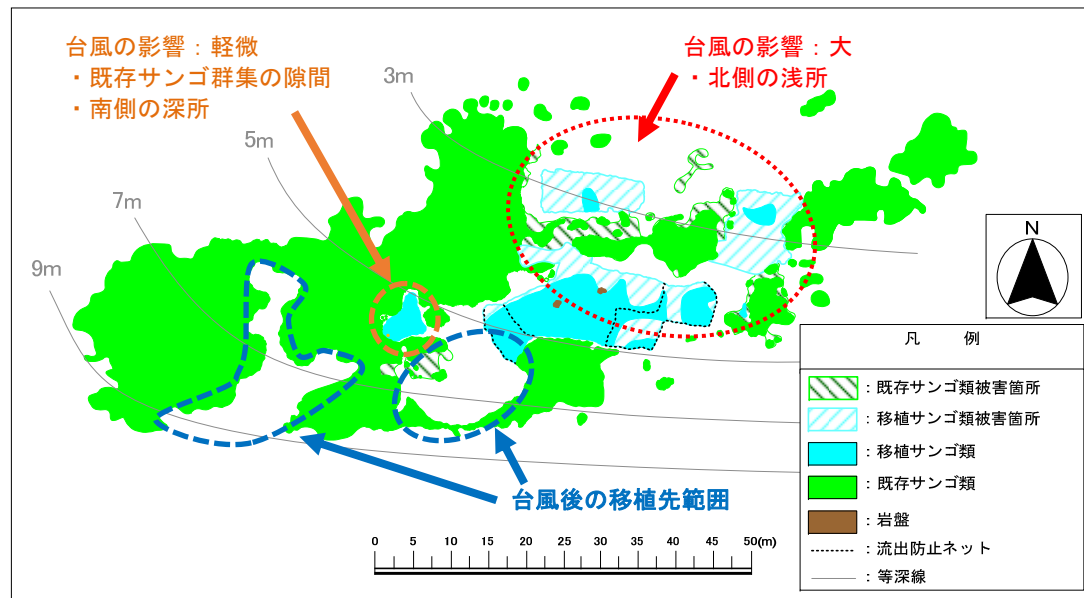 台風の影響：軽微
・既存サンゴ群集の隙間
・南側の深所
台風の影響：大
・北側の浅所
3m
5m
7m
9m
N
凡 例
：既存サンゴ類被害箇所
：移植サンゴ類被害箇所
：移植サンゴ類
：既存サンゴ類
：岩盤
：流出防止ネット
：等深線
台風後の移植先範囲
0 5 10 15 20 25 30 35 40 45 50(m)